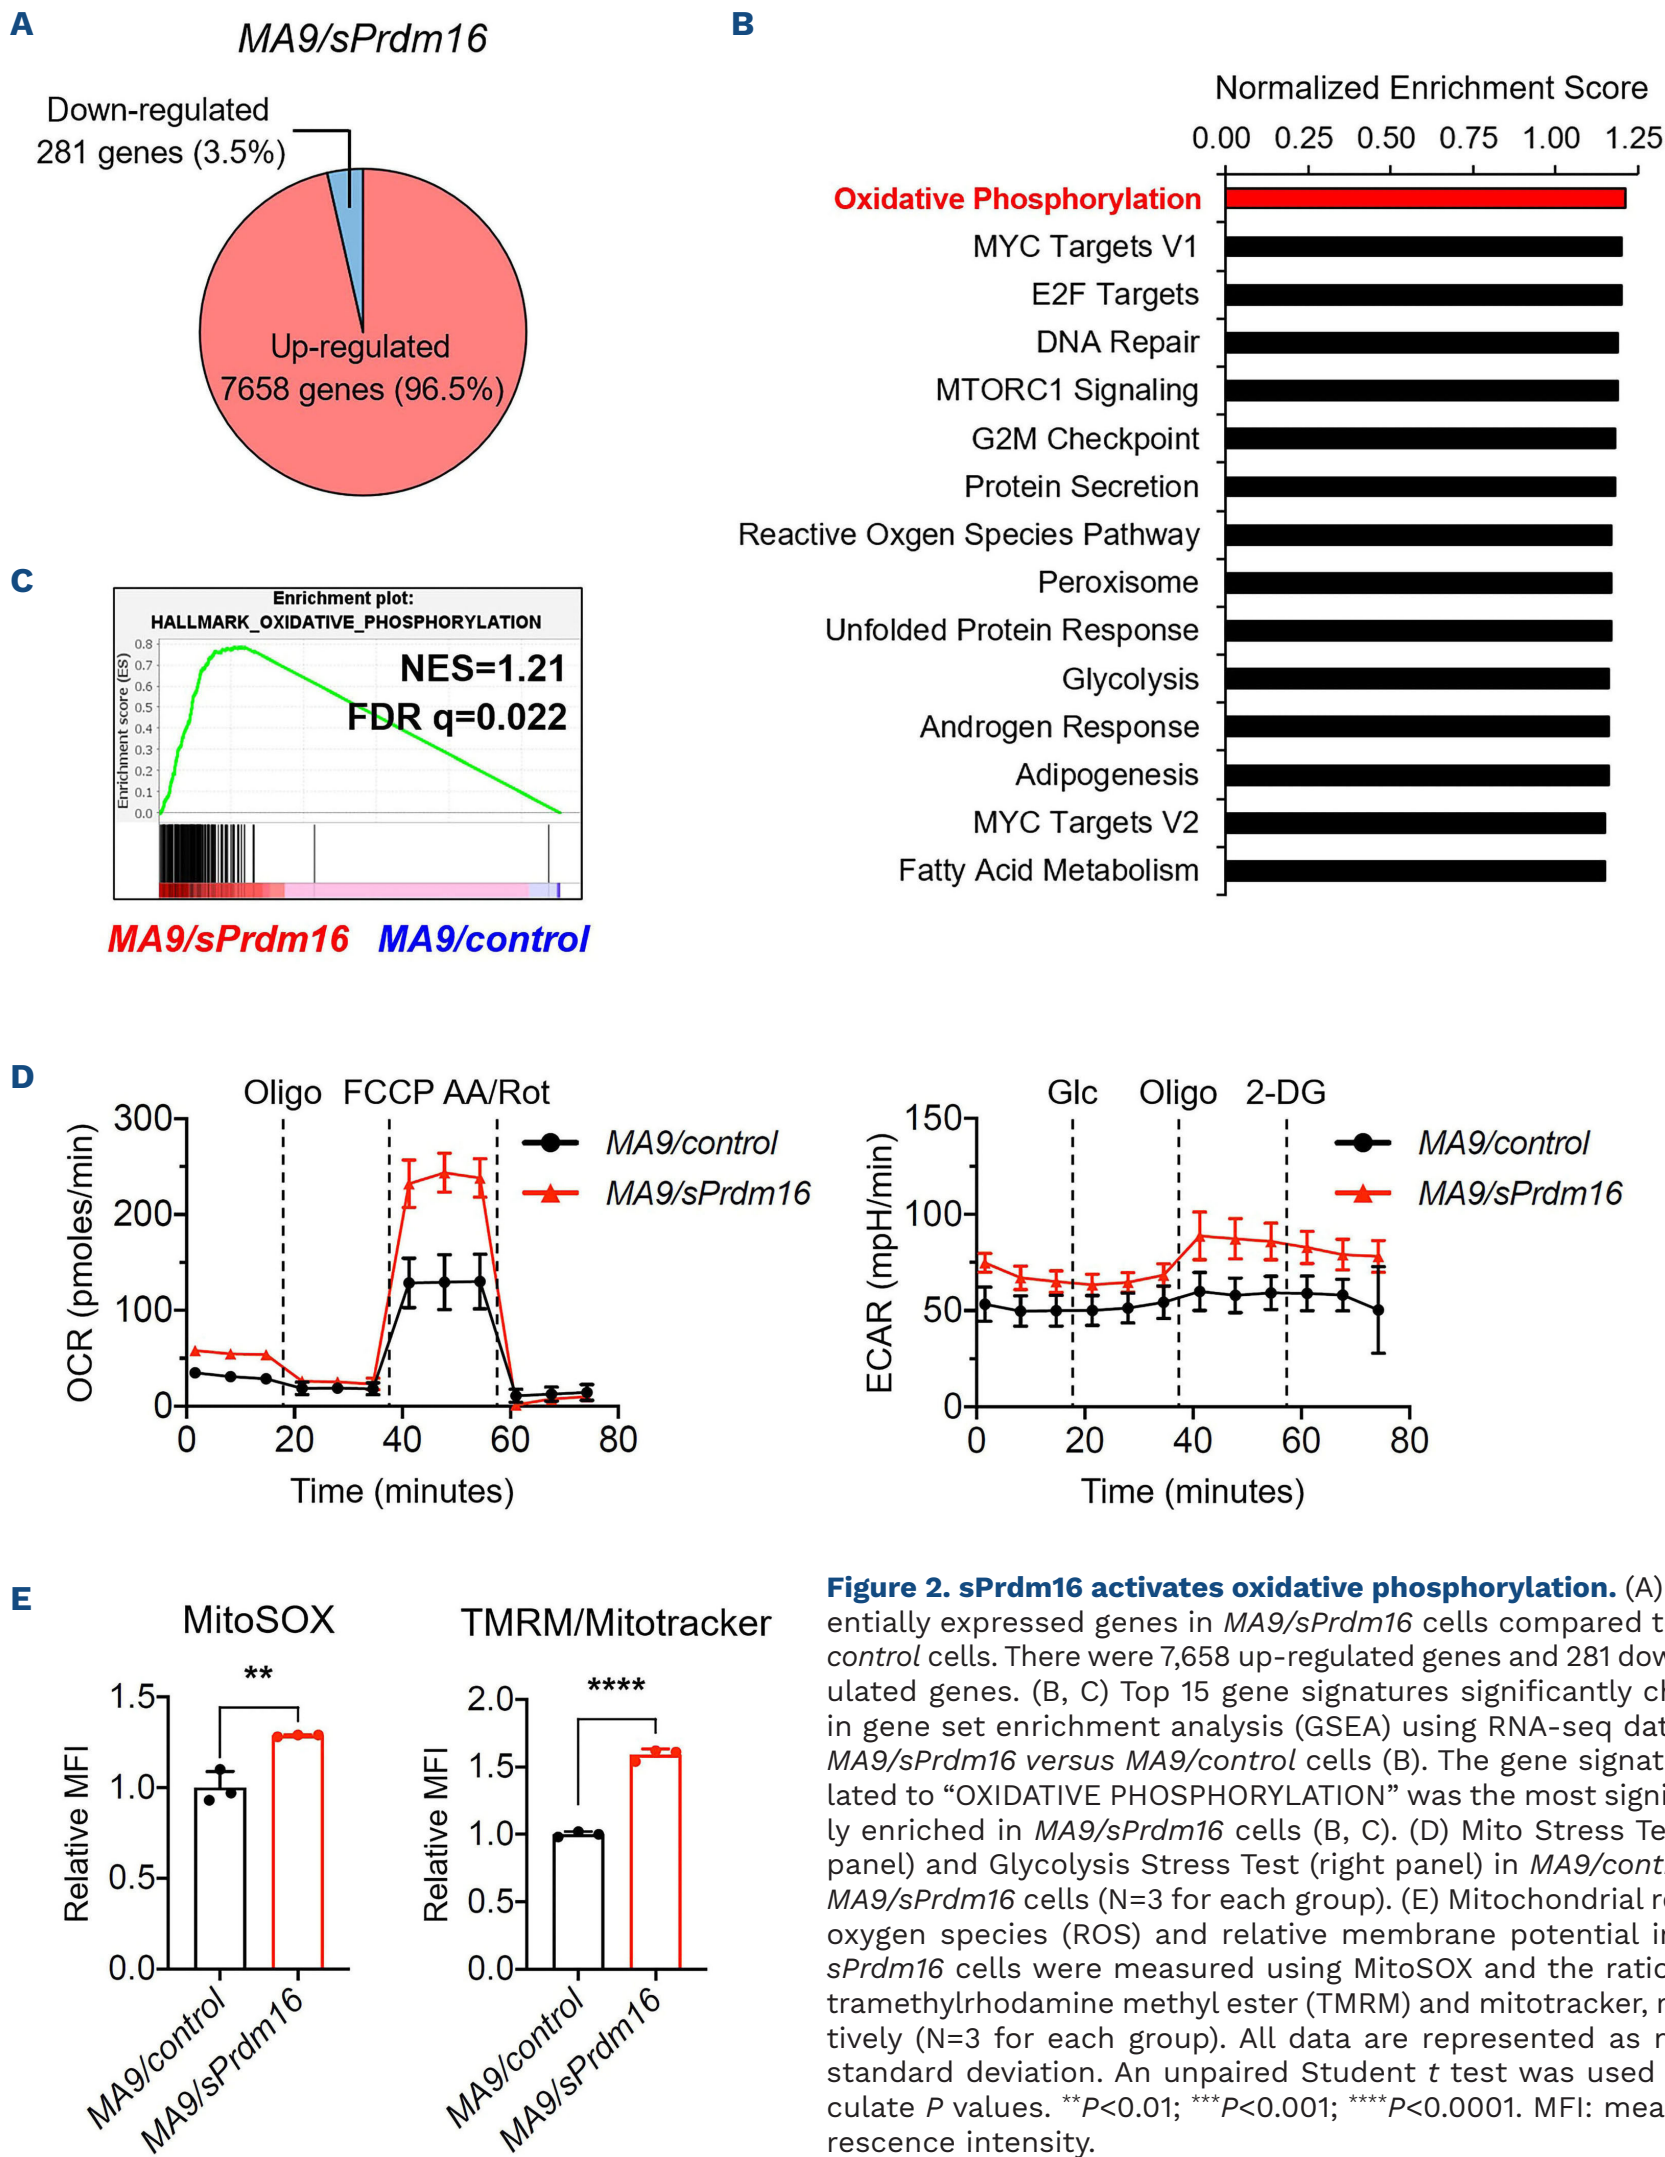 A
MA9/sPrdm16
Down-regulated
281 genes (3.5%)
Up-regulated
7658 genes (96.5%)
B
Normalized Enrichment Score
0.00 0.25 0.50 0.75 1.00 1.25
Oxidative Phosphorylation
MYC Targets V1
E2F Targets
DNA Repair
MTORC1 Signaling
G2M Checkpoint
Protein Secretion
Reactive Oxgen Species Pathway
Peroxisome
Unfolded Protein Response
Glycolysis
Androgen Response
Adipogenesis
MYC Targets V2
Fatty Acid Metabolism
C
Enrichment plot:
HALLMARK_OXIDATIVE_PHOSPHORYLATION
Enrichment score (ES)
0.8
0.7
0.6
0.5
0.4
0.3
0.2
0.1
0.0
NES=1.21
FDR q=0.022
MA9/sPrdm16 MA9/control
D
Oligo FCCP AA/Rot
OCR (pmoles/min)
300
200
100
0
0 20 40 60 80
Time (minutes)
MA9/control
MA9/sPrdm16
Glc Oligo 2-DG
ECAR (mpH/min)
150
100
50
0
0 20 40 60 80
Time (minutes)
MA9/control
MA9/sPrdm16
E
MitoSOX
**
Relative MFI
1.5
1.0
0.5
0.0
MA9/control
MA9/sPrdm16
TMRM/Mitotracker
****
Relative MFI
2.0
1.5
1.0
0.5
0.0
MA9/control
MA9/sPrdm16
Figure 2. sPrdm16 activates oxidative phosphorylation. (A)
entially expressed genes in MA9/sPrdm16 cells compared t
control cells. There were 7,658 up-regulated genes and 281 dow
ulated genes. (B, C) Top 15 gene signatures significantly ch
in gene set enrichment analysis (GSEA) using RNA-seq dat
MA9/sPrdm16 versus MA9/control cells (B). The gene signat
lated to “OXIDATIVE PHOSPHORYLATION” was the most signi
ly enriched in MA9/sPrdm16 cells (B, C). (D) Mito Stress Te
panel) and Glycolysis Stress Test (right panel) in MA9/cont
MA9/sPrdm16 cells (N=3 for each group). (E) Mitochondrial re
oxygen species (ROS) and relative membrane potential in
sPrdm16 cells were measured using MitoSOX and the ratio
tramethylrhodamine methyl ester (TMRM) and mitotracker, r
tively (N=3 for each group). All data are represented as
standard deviation. An unpaired Student t test was used
culate P values. **P<0.01; ***P<0.001; ****P<0.0001. MFI: mea
rescence intensity.